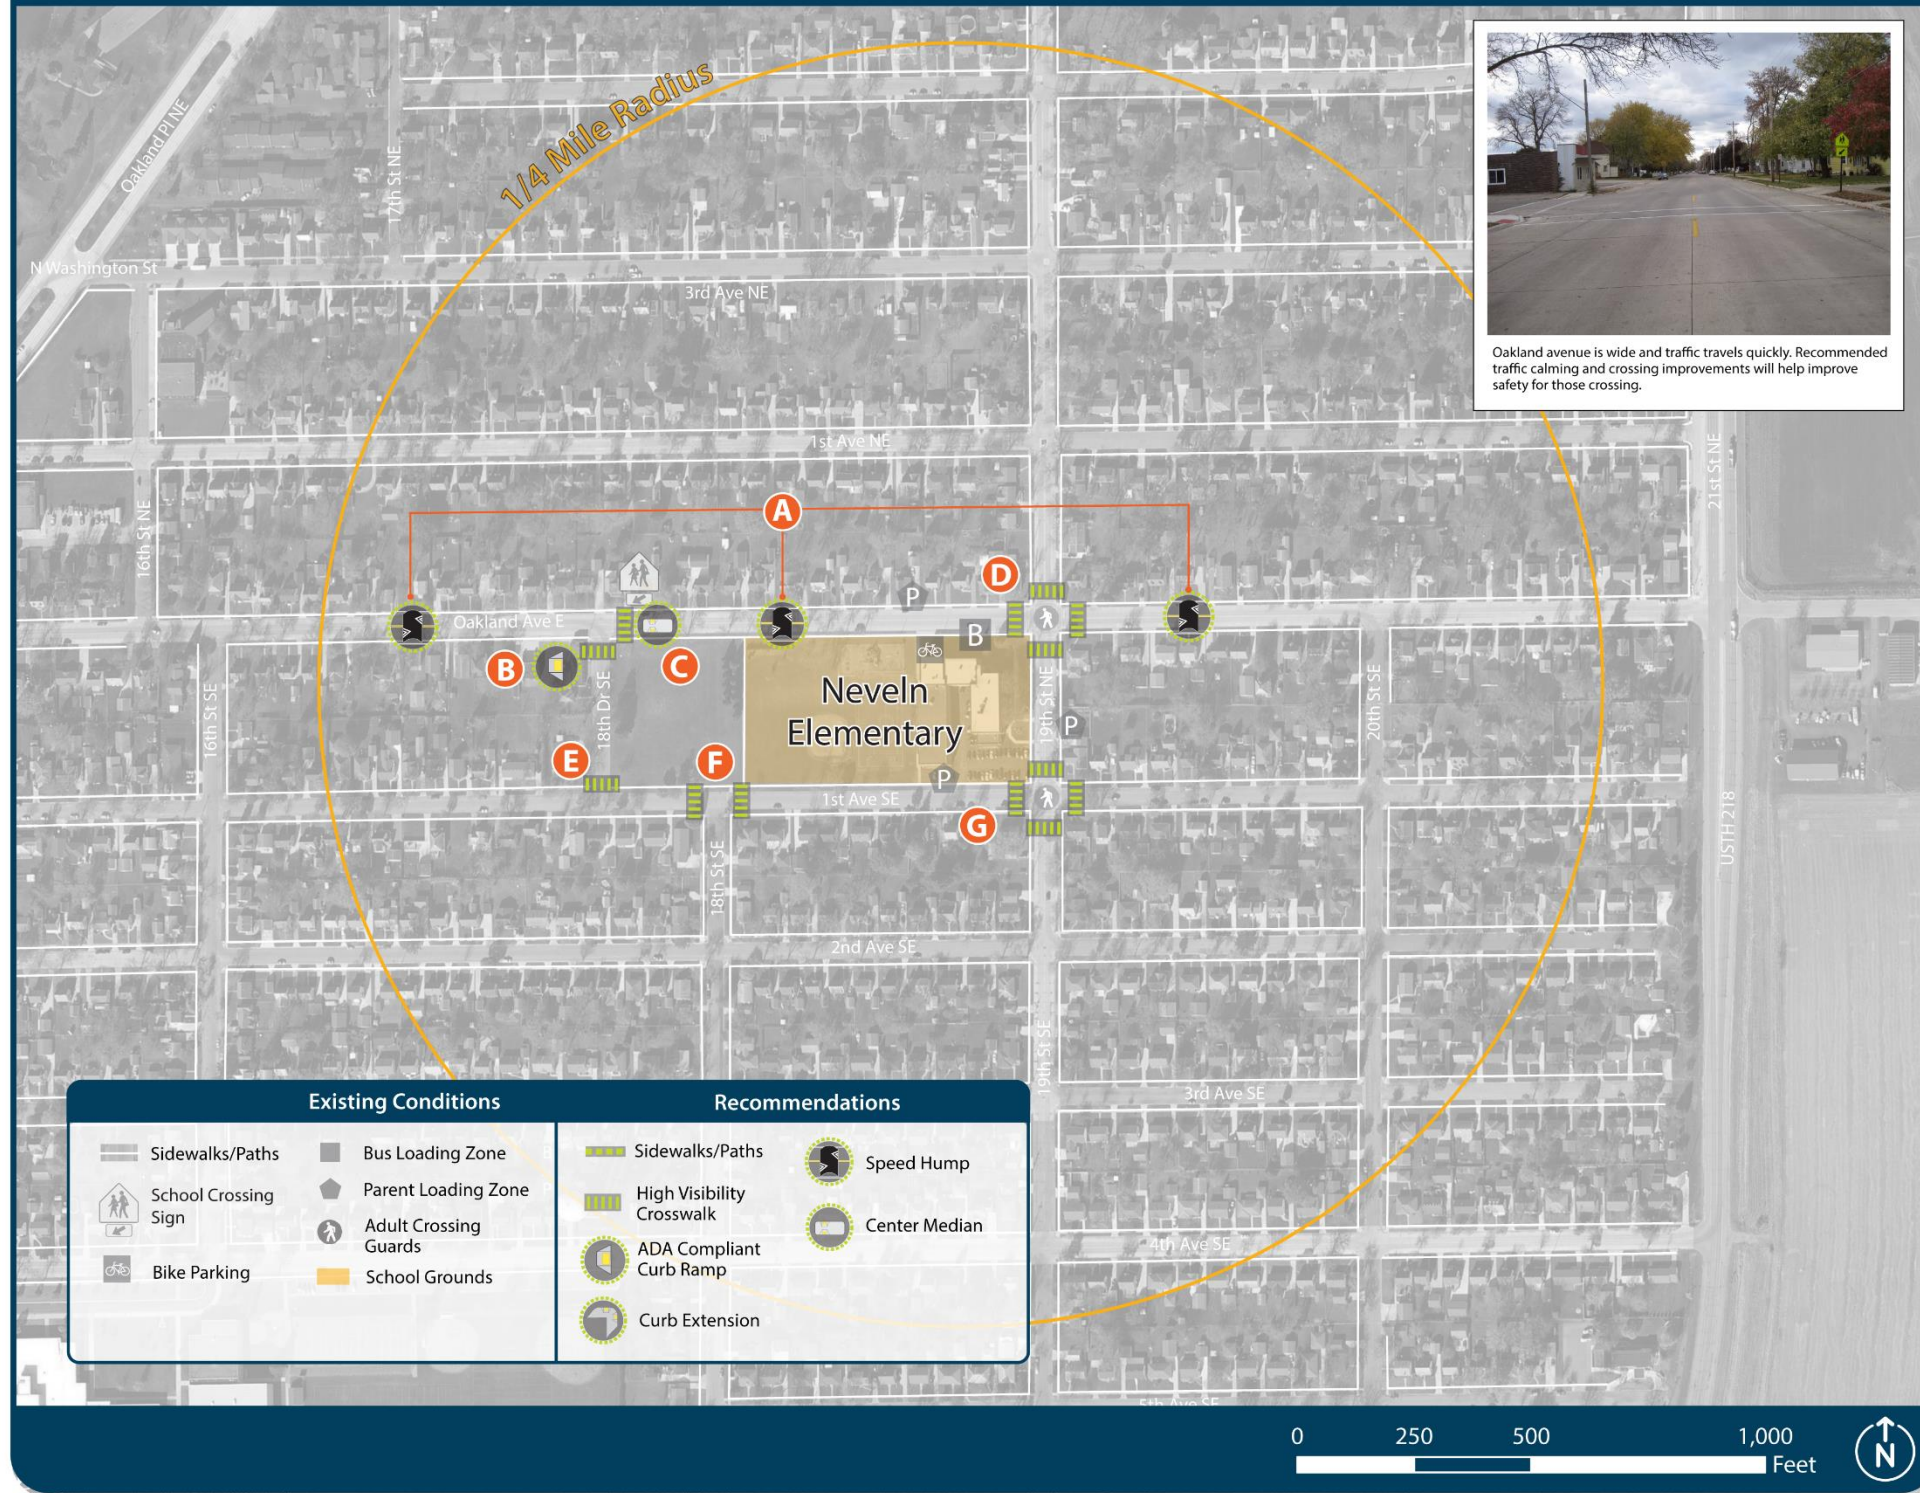 1/4 Mile Radius
Oakland Pl NE
17th St NE
N Washington St
3rd Ave NE
Oakland avenue is wide and traffic travels quickly. Recommended
traffic calming and crossing improvements will help improve
safety for those crossing.
1st Ave NE
21st St NE
16th St NE
A
D
P
Oakland Ave E
B
B
C
Neveln
Elementary
19th St NE
P
16th St SE
18th Dr SE
20th St SE
E
F
P
1st Ave SE
G
USTH 218
18th St SE
2nd Ave SE
19th St SE
3rd Ave SE
4th Ave SE
5th Ave SE
Existing Conditions
Sidewalks/Paths
School Crossing
Sign
Bike Parking
Bus Loading Zone
Parent Loading Zone
Adult Crossing
Guards
School Grounds
Recommendations
Sidewalks/Paths
High Visibility
Crosswalk
ADA Compliant
Curb Ramp
Curb Extension
Speed Hump
Center Median
0 250 500 1,000
Feet
N